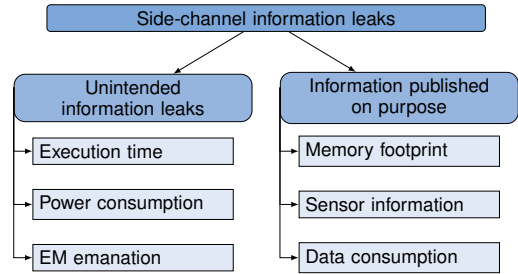 Side-channel information leaks
Unintended
information leaks
Execution time
Power consumption
EM emanation
Information published
on purpose
Memory footprint
Sensor information
Data consumption